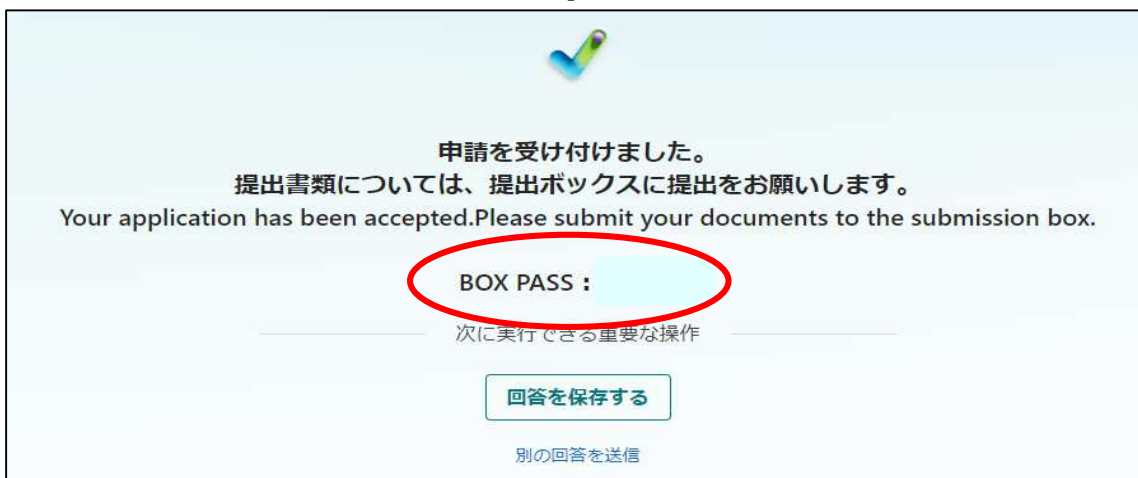 申請を受け付けました。
提出書類については、提出ボックスに提出をお願いします。
Your application has been accepted.Please submit your documents to the submission box.
BOX PASS：
次に実行できる重要な操作
回答を保存する
別の回答を送信